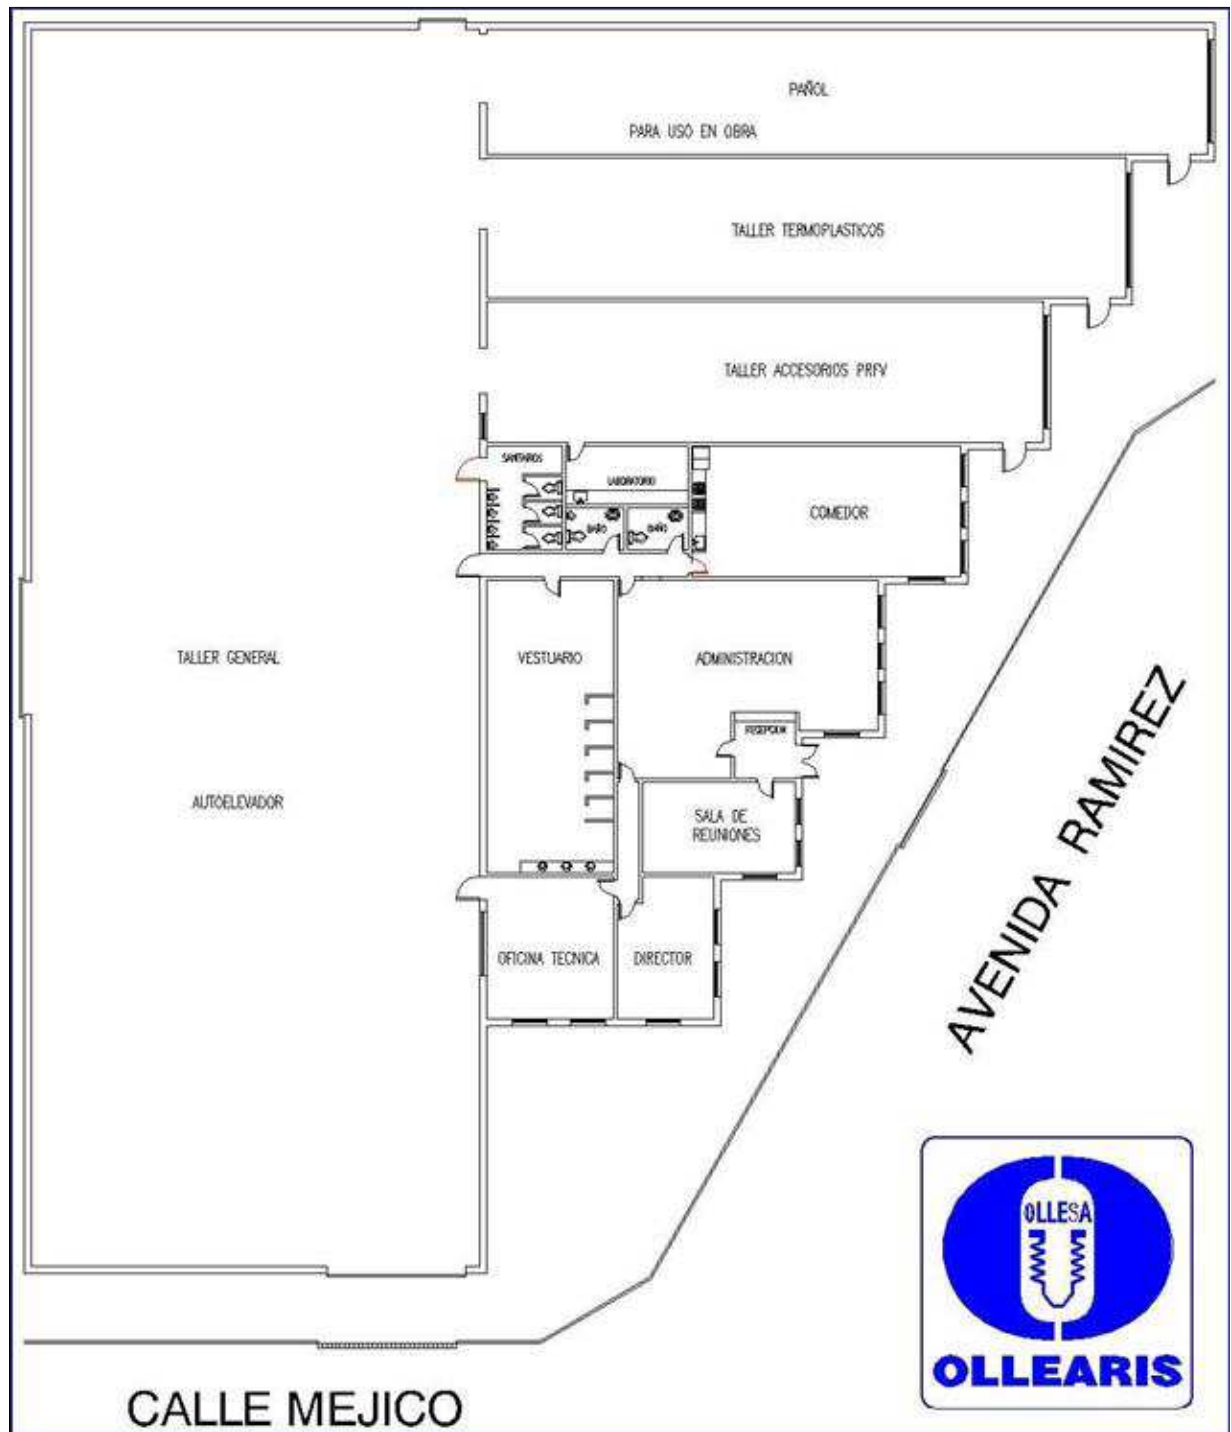 PAÑOL
PARA USO EN OBRA
TALLER TERMOPLASTICOS
TALLER ACCESORIOS PRFV
SANITARIOS
LABORATORIO
COMEDOR
BAÑO
BAÑO
TALLER GENERAL
VESTUARIO
ADMINISTRACION
RECEPCION
AUTOELEVADOR
SALA DE
REUNIONES
AVENIDA RAMIREZ
OFICINA TECNICA
DIRECTOR
OLLESA
OLLEARIS
CALLE MEJICO